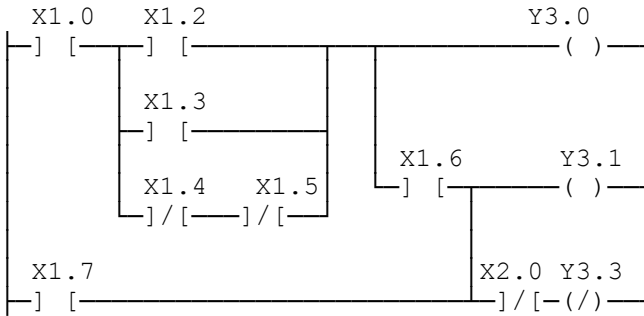 X1.0 X1.2 Y3.0
] [ ] [ ( )
X1.3
] [
X1.6 Y3.1
X1.4 X1.5
] [ ( )
]/[ ]/[
X1.7 X2.0 Y3.3
] [ ]/[ (/)